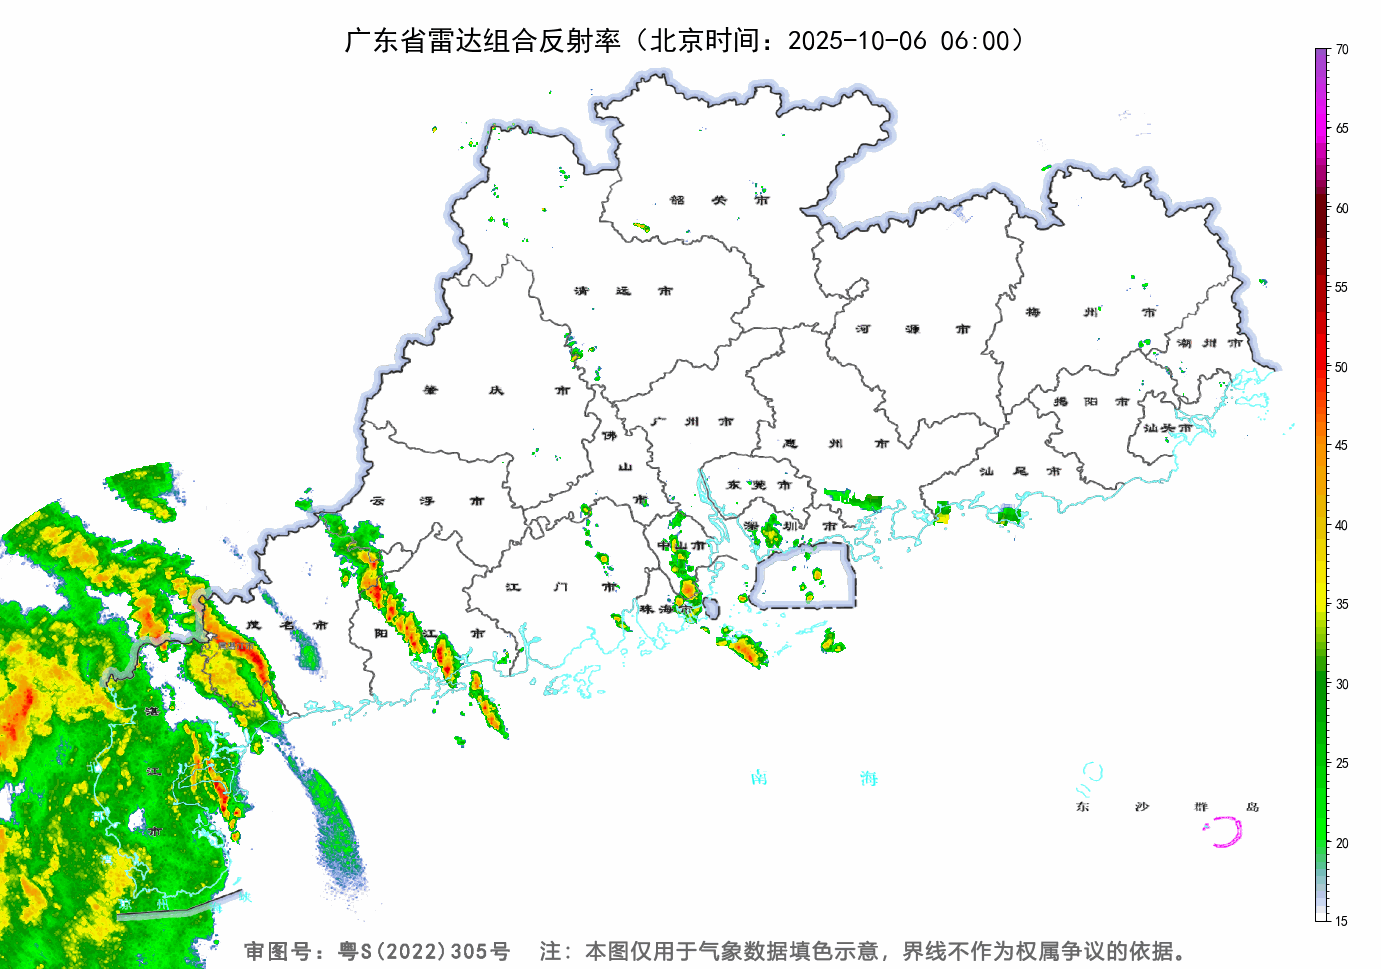 广东省雷达组合反射率（北京时间：2025-10-06 06:00）
70
65
60
55
50
45
40
35
30
25
20
15
韶关市
清远市
河源市
梅州市
潮州市
肇庆市
揭阳市
广州市
佛山市
惠州市
汕头市
汕尾市
东莞市
云浮市
深圳市
中山市
江门市
珠海市
茂名市
阳江市
湛江市
南海
东沙群岛
审图号：粤S(2022)305号 注：本图仅用于气象数据填色示意，界线不作为权属争议的依据。